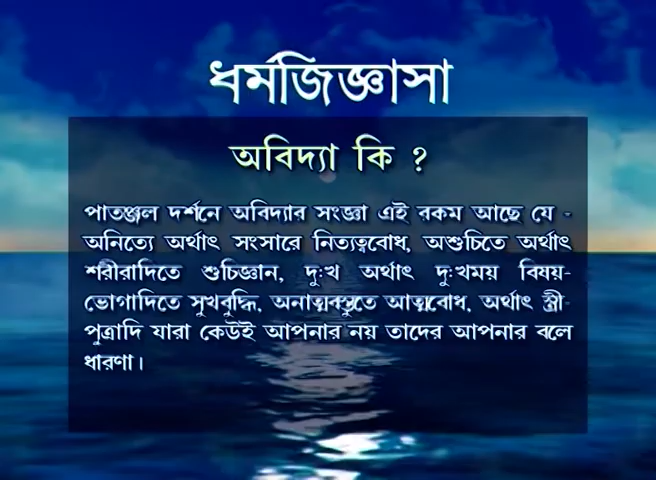 ধর্মজিজ্ঞাসা
অবিদ্যা কি ?
পাতঞ্জল দর্শনে অবিদ্যার সংজ্ঞা এই রকম আছে যে -
অনিত্যে অর্থাৎ সংসারে নিত্যত্ববোধ, অশুচিতে অর্থাৎ
শরীরাদিতে শুচিজ্ঞান, দু:খ অর্থাৎ দু:খময় বিষয়-
ভোগাদিতে সুখবুদ্ধি, অনাত্মবস্তুতে আত্মবোধ, অর্থাৎ স্ত্রী-
পুত্রাদি যারা কেউই আপনার নয় তাদের আপনার বলে
ধারণা।